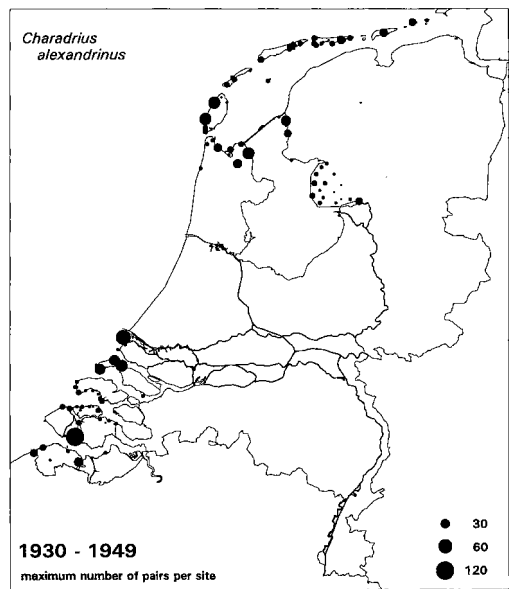 Charadrius
alexandrinus
1930 - 1949
maximum number of pairs per site
30
60
120